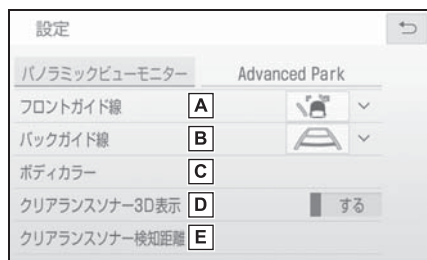 設定
パノラミックビューモニター Advanced Park
フロントガイド線 A
バックガイド線 B
ボディカラー C
クリアランスソナー3D表示 D する
クリアランスソナー検知距離 E